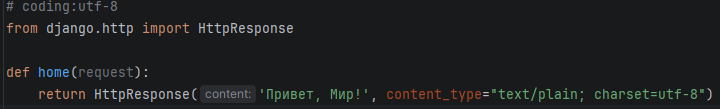 # coding:utf-8
from django.http import HttpResponse
def home(request):
return HttpResponse( content: 'Привет, Мир!', content_type="text/plain; charset=utf-8")